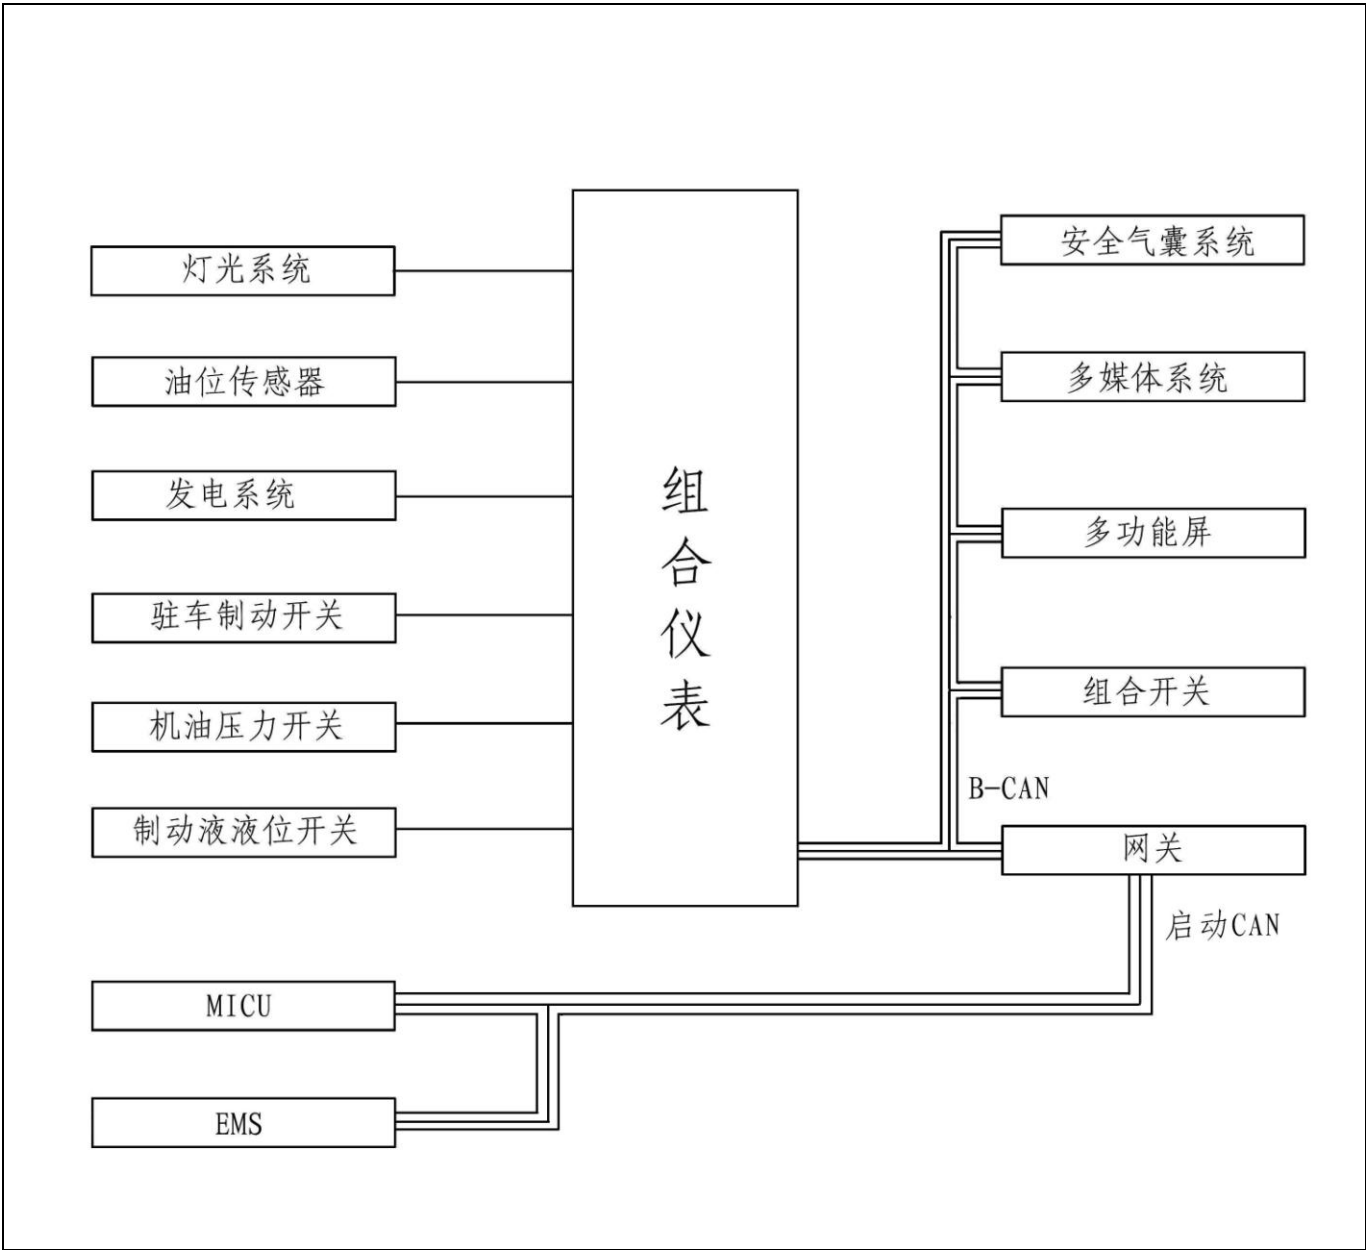 灯光系统
油位传感器
发电系统
驻车制动开关
机油压力开关
制动液液位开关
MICU
EMS
组合仪表
安全气囊系统
多媒体系统
多功能屏
组合开关
B-CAN
网关
启动CAN